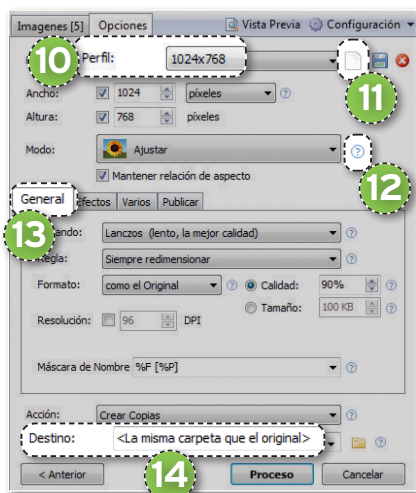 Imagenes [5] Opciones Vista Previa Configuración
10 Perfil: 1024x768
11
Ancho: 1024 píxeles
Altura: 768 píxeles
Modo: Ajustar
12
Mantener relación de aspecto
General Efectos Varios Publicar
13
Lanczos (lento, la mejor calidad)
Regla: Siempre redimensionar
Formato: como el Original Calidad: 90%
Tamaño: 100 KB
Resolución: 96 DPI
Máscara de Nombre %F [%P]
Acción: Crear Copias
Destino: <La misma carpeta que el original>
14
< Anterior Proceso Cancelar